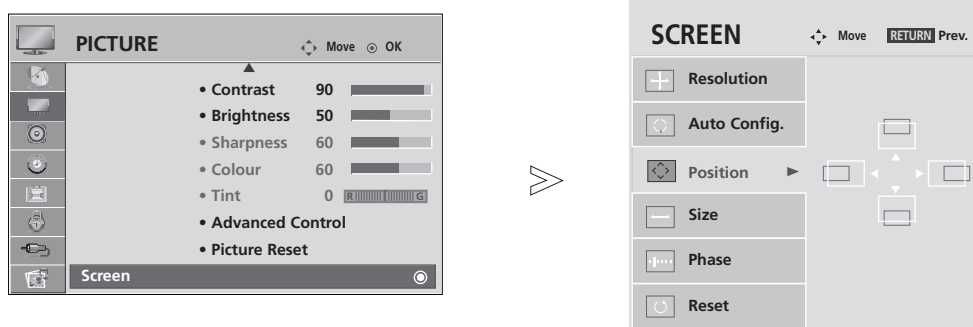 PICTURE Move OK
• Contrast 90
• Brightness 50
• Sharpness 60
• Colour 60
• Tint 0 R G
• Advanced Control
• Picture Reset
Screen
SCREEN Move RETURN Prev.
Resolution
Auto Config.
Position
Size
Phase
Reset